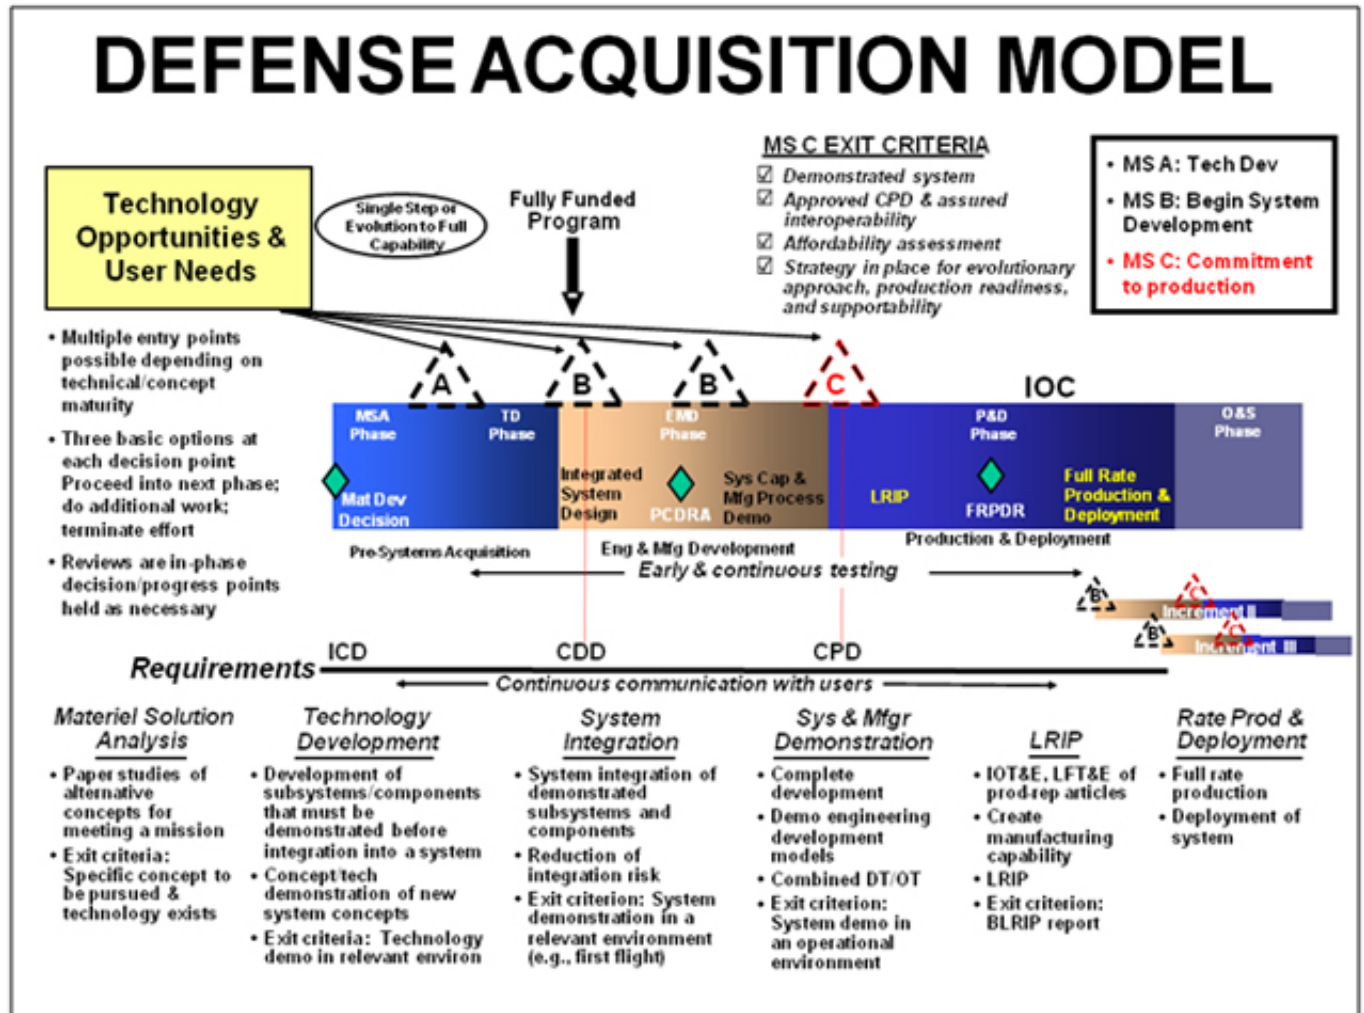 DEFENSE ACQUISITION MODEL
Technology
Opportunities &
User Needs
Single Step or
Evolution to Full
Capability
Fully Funded
Program
MS C EXIT CRITERIA
☑ Demonstrated system
☑ Approved CPD & assured
interoperability
☑ Affordability assessment
☑ Strategy in place for evolutionary
approach, production readiness,
and supportability
• MS A: Tech Dev
• MS B: Begin System
Development
• MS C: Commitment
to production
• Multiple entry points
possible depending on
technical/concept
maturity
• Three basic options at
each decision point
Proceed into next phase;
do additional work;
terminate effort
• Reviews are in-phase
decision/progress points
held as necessary
A
B
B
C
IOC
MSA
Phase
TD
Phase
EMD
Phase
P&D
Phase
O&S
Phase
Mat Dev
Decision
Integrated
System
Design
PCDRA
Sys Cap &
Mfg Process
Demo
LRIP
FRPDR
Full Rate
Production &
Deployment
Pre-Systems Acquisition
Eng & Mfg Development
Production & Deployment
Early & continuous testing
B
C
Increment II
B
C
Increment III
Requirements
ICD
CDD
CPD
Continuous communication with users
Materiel Solution
Analysis
• Paper studies of
alternative
concepts for
meeting a mission
• Exit criteria:
Specific concept to
be pursued &
technology exists
Technology
Development
• Development of
subsystems/components
that must be
demonstrated before
integration into a system
• Concept/tech
demonstration of new
system concepts
• Exit criteria: Technology
demo in relevant environ
System
Integration
• System integration of
demonstrated
subsystems and
components
• Reduction of
integration risk
• Exit criterion: System
demonstration in a
relevant environment
(e.g., first flight)
Sys & Mfgr
Demonstration
• Complete
development
• Demo engineering
development
models
• Combined DT/OT
• Exit criterion:
System demo in
an operational
environment
LRIP
• IOT&E, LFT&E of
prod-rep articles
• Create
manufacturing
capability
• LRIP
• Exit criterion:
BLRIP report
Rate Prod &
Deployment
• Full rate
production
• Deployment of
system